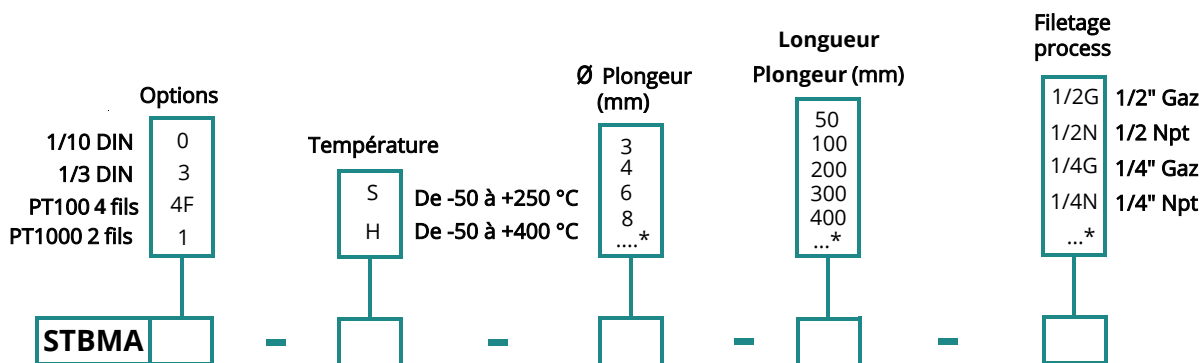 Filetage
process
Longueur
Plongeur (mm)
Ø Plongeur
(mm)
Options
Température
1/10 DIN 0
1/3 DIN 3
PT100 4 fils 4F
PT1000 2 fils 1
S De -50 à +250 °C
H De -50 à +400 °C
3
4
6
8
....*
50
100
200
300
400
...*
1/2G 1/2" Gaz
1/2N 1/2 Npt
1/4G 1/4" Gaz
1/4N 1/4" Npt
...*
STBMA - - - -